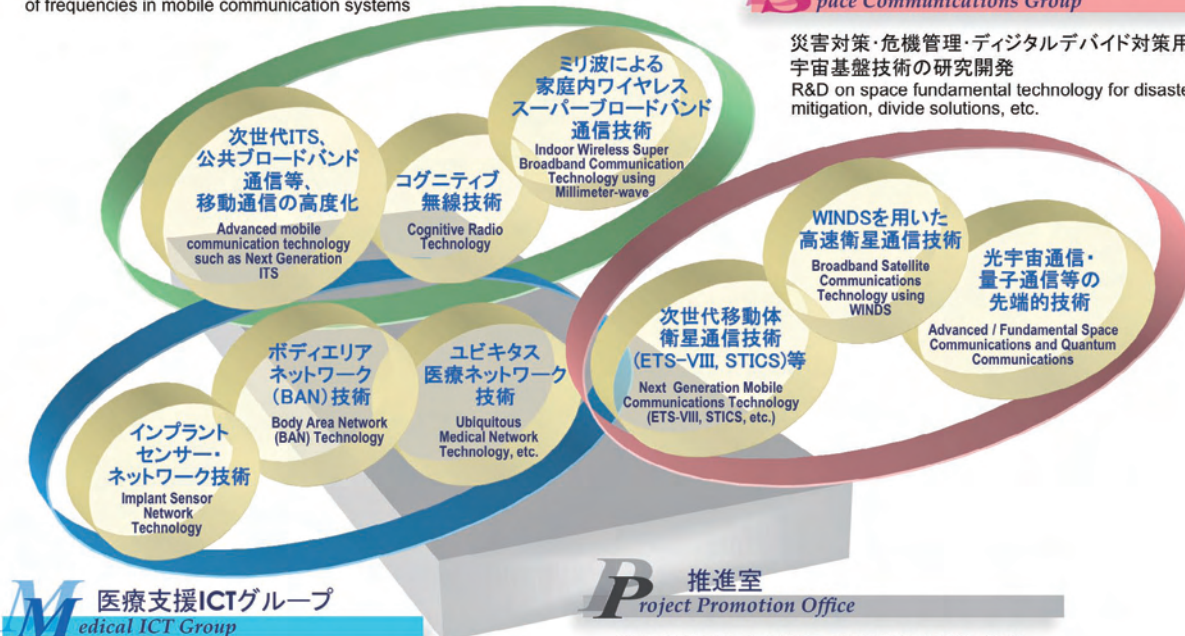 of frequencies in mobile communication systems
Space Communications Group
災害対策・危機管理・ディジタルデバイド対策用
宇宙基盤技術の研究開発
R&D on space fundamental technology for disaste
mitigation, divide solutions, etc.
ミリ波による
家庭内ワイヤレス
スーパーブロードバンド
通信技術
Indoor Wireless Super
Broadband Communication
Technology using
Millimeter-wave
次世代ITS、
公共ブロードバンド
通信等、
移動通信の高度化
Advanced mobile
communication technology
such as Next Generation
ITS
コグニティブ
無線技術
Cognitive Radio
Technology
WINDSを用いた
高速衛星通信技術
Broadband Satellite
Communications
Technology using
WINDS
光宇宙通信・
量子通信等の
先端的技術
Advanced / Fundamental Space
Communications and Quantum
Communications
次世代移動体
衛星通信技術
(ETS-VIII, STICS)等
Next Generation Mobile
Communications Technology
(ETS-VIII, STICS, etc.)
ボディエリア
ネットワーク
(BAN)技術
Body Area Network
(BAN) Technology
ユビキタス
医療ネットワーク
技術
Ubiquitous
Medical Network
Technology, etc.
インプラント
センサー・
ネットワーク技術
Implant Sensor
Network
Technology
医療支援ICTグループ
Medical ICT Group
推進室
Project Promotion Office